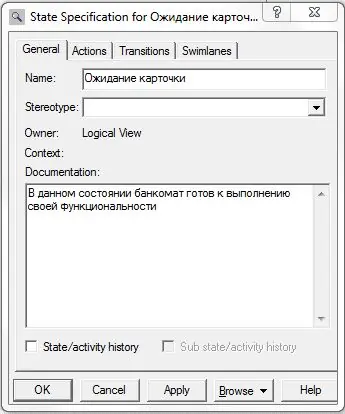 State Specification for Ожидание карточ...
General Actions Transitions Swimlanes
Name: Ожидание карточки
Stereotype:
Owner: Logical View
Context:
Documentation:
В данном состоянии банкомат готов к выполнению
своей функциональности
State/activity history Sub state/activity history
OK Cancel Apply Browse Help